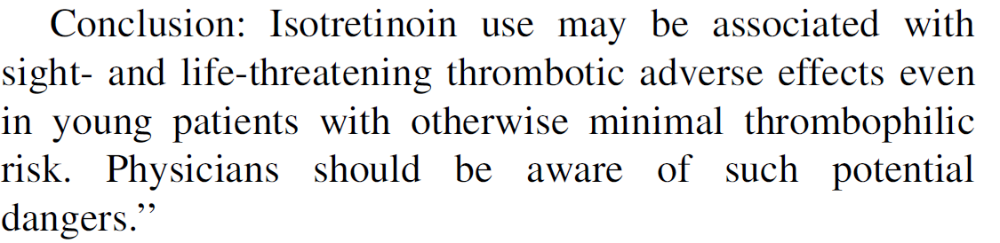 Conclusion: Isotretinoin use may be associated with
sight- and life-threatening thrombotic adverse effects even
in young patients with otherwise minimal thrombophilic
risk. Physicians should be aware of such potential
dangers.’’